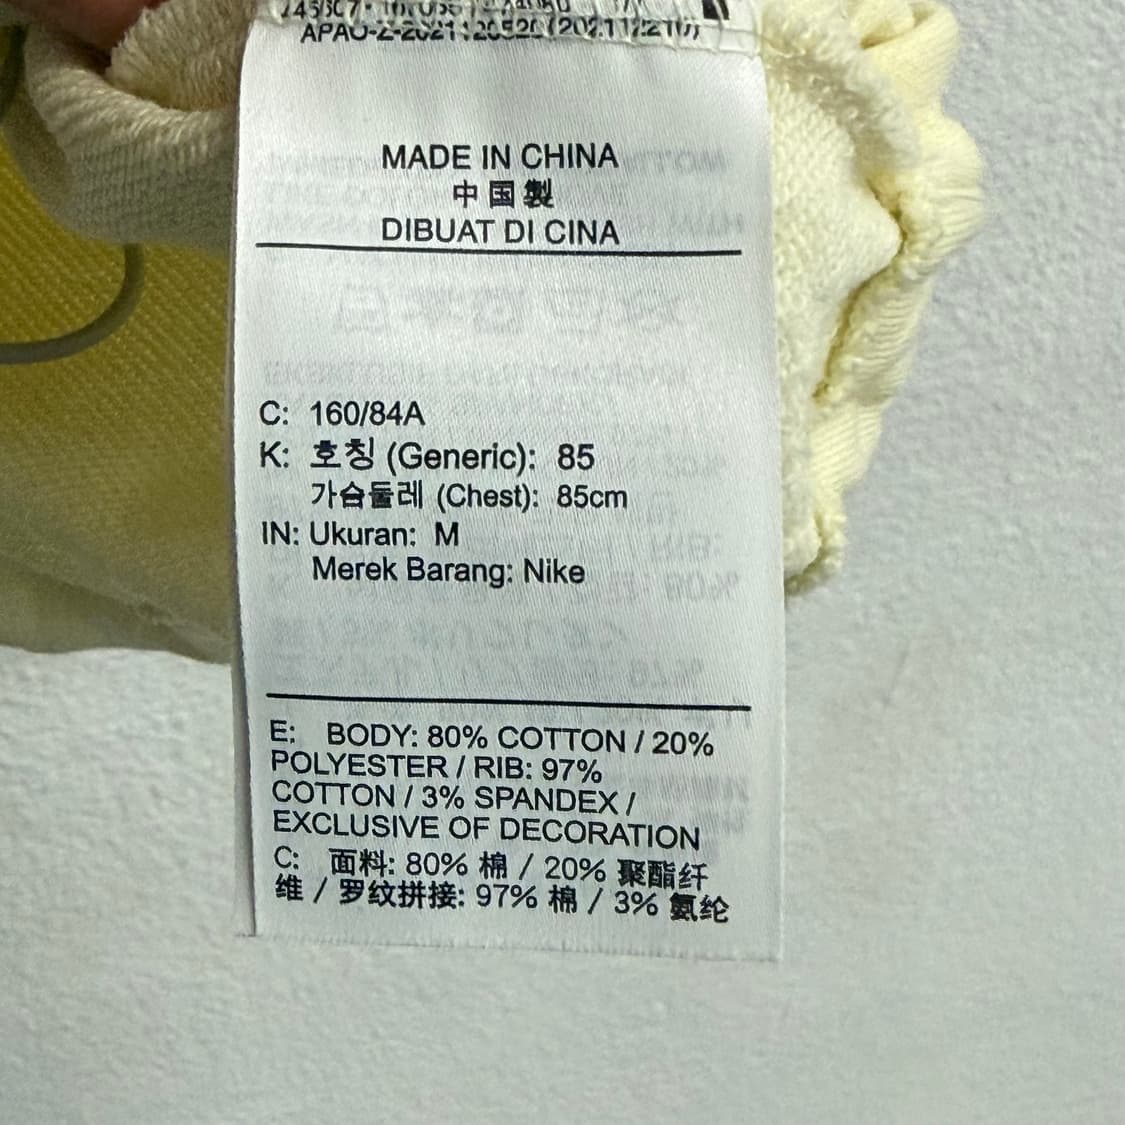 MADE IN CHINA
中国製
DIBUAT DI CINA
C: 160/84A
K: 호칭 (Generic): 85
가슴둘레 (Chest): 85cm
IN: Ukuran: M
Merek Barang: Nike
E: BODY: 80% COTTON / 20%
POLYESTER / RIB: 97%
COTTON / 3% SPANDEX /
EXCLUSIVE OF DECORATION
C: 面料: 80% 棉 / 20% 聚酯纤
维 / 罗纹拼接: 97% 棉 / 3% 氨纶